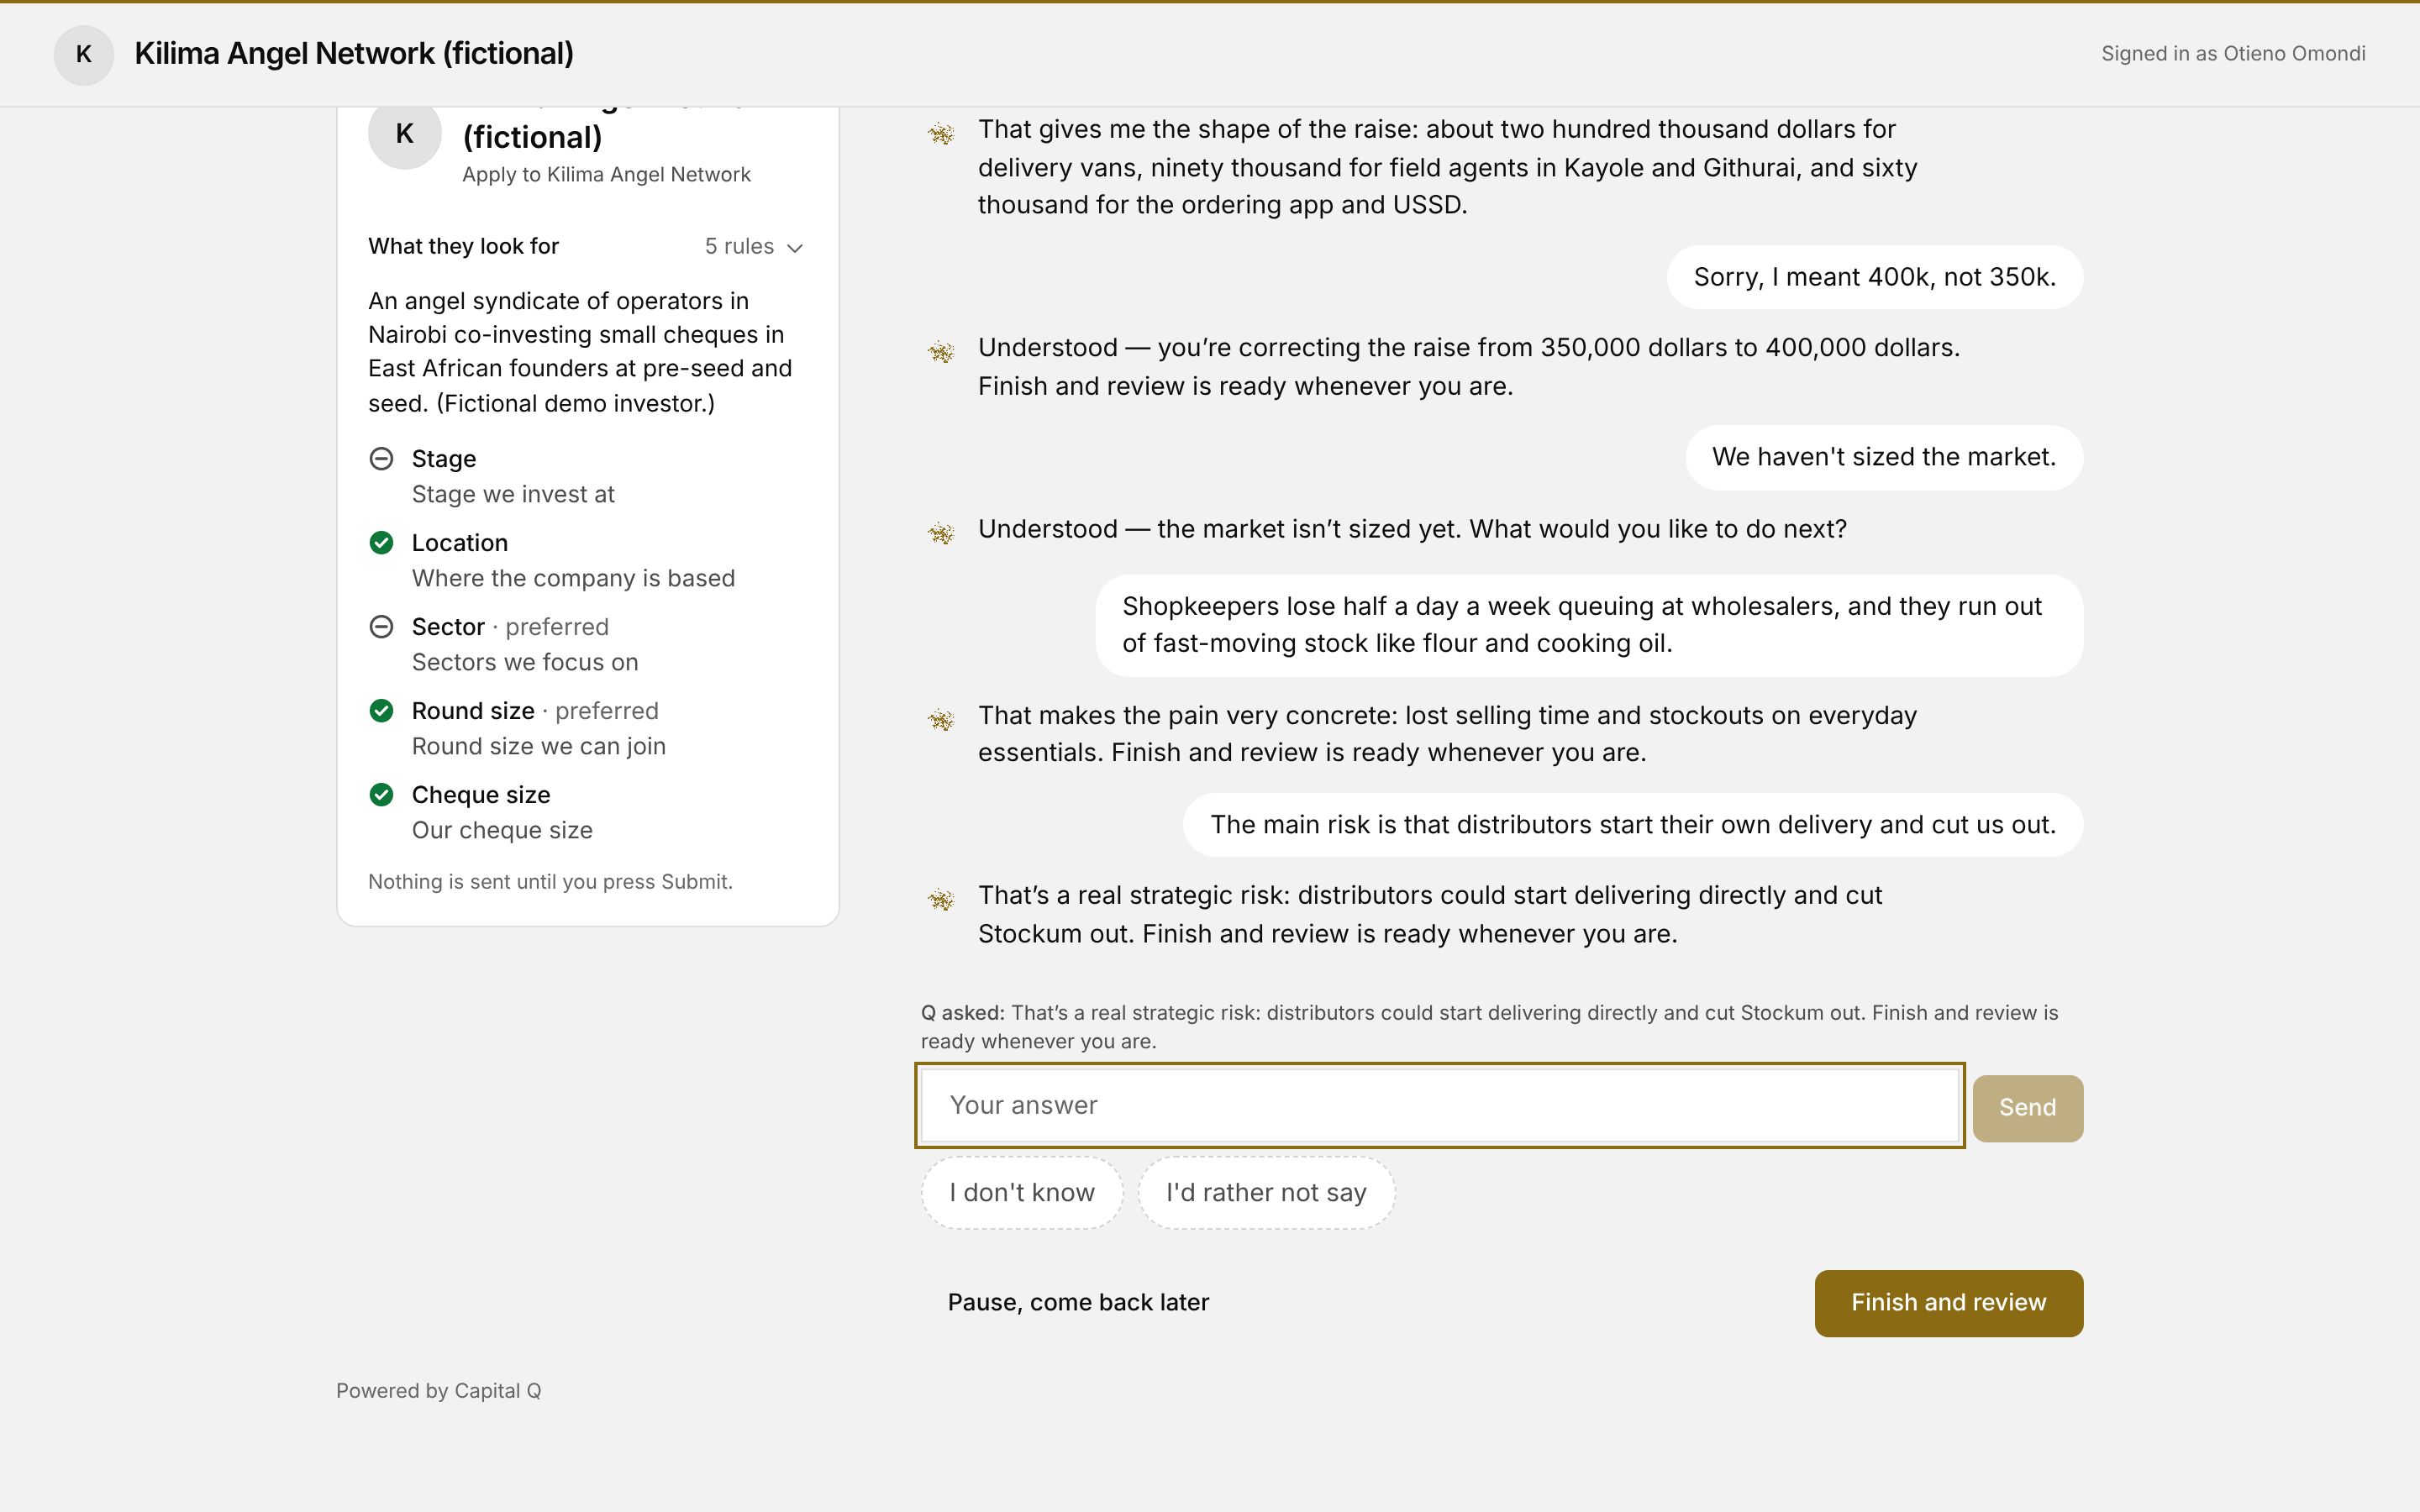 K
Kilima Angel Network (fictional)
Signed in as Otieno Omondi
K
(fictional)
Apply to Kilima Angel Network
What they look for
5 rules
An angel syndicate of operators in
Nairobi co-investing small cheques in
East African founders at pre-seed and
seed. (Fictional demo investor.)
Stage
Stage we invest at
Location
Where the company is based
Sector · preferred
Sectors we focus on
Round size · preferred
Round size we can join
Cheque size
Our cheque size
Nothing is sent until you press Submit.
That gives me the shape of the raise: about two hundred thousand dollars for
delivery vans, ninety thousand for field agents in Kayole and Githurai, and sixty
thousand for the ordering app and USSD.
Sorry, I meant 400k, not 350k.
Understood — you’re correcting the raise from 350,000 dollars to 400,000 dollars.
Finish and review is ready whenever you are.
We haven't sized the market.
Understood — the market isn’t sized yet. What would you like to do next?
Shopkeepers lose half a day a week queuing at wholesalers, and they run out
of fast-moving stock like flour and cooking oil.
That makes the pain very concrete: lost selling time and stockouts on everyday
essentials. Finish and review is ready whenever you are.
The main risk is that distributors start their own delivery and cut us out.
That’s a real strategic risk: distributors could start delivering directly and cut
Stockum out. Finish and review is ready whenever you are.
Q asked: That’s a real strategic risk: distributors could start delivering directly and cut Stockum out. Finish and review is
ready whenever you are.
Your answer
Send
I don't know
I'd rather not say
Pause, come back later
Finish and review
Powered by Capital Q